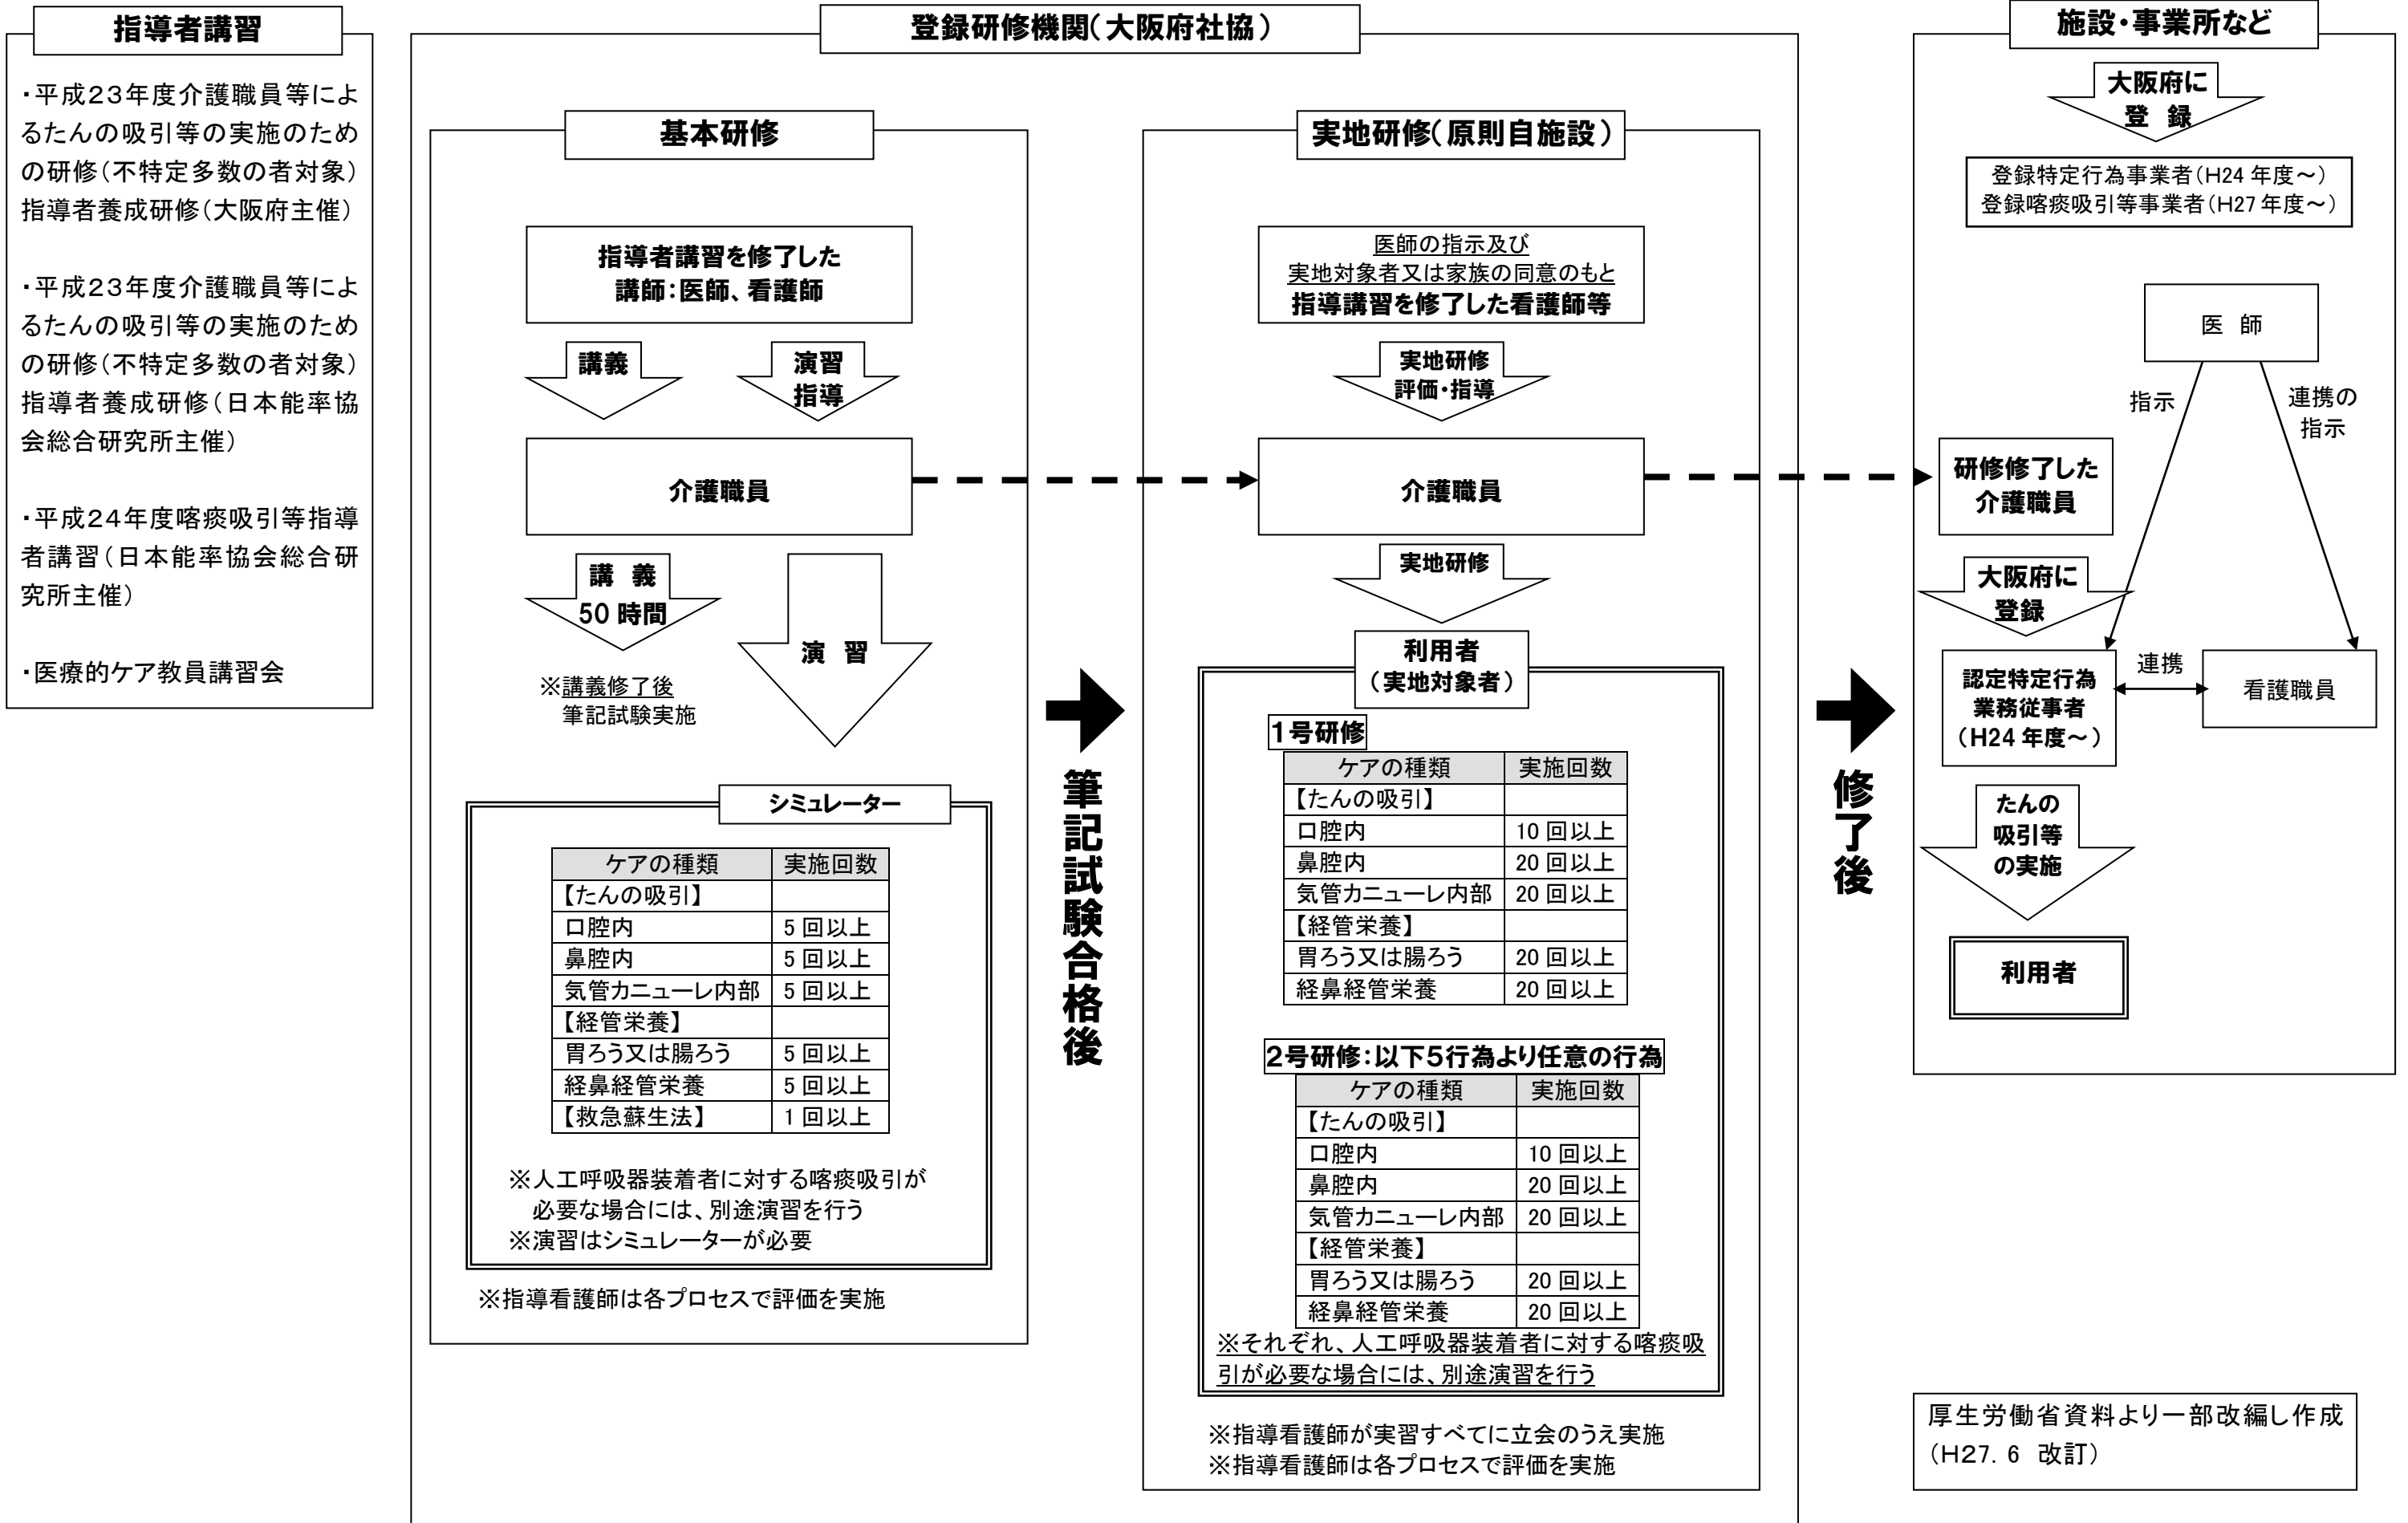 指導者講習
・平成23年度介護職員等によ
るたんの吸引等の実施のため
の研修(不特定多数の者対象)
指導者養成研修(大阪府主催)
・平成23年度介護職員等によ
るたんの吸引等の実施のため
の研修(不特定多数の者対象)
指導者養成研修(日本能率協
会総合研究所主催)
・平成24年度喀痰吸引等指導
者講習(日本能率協会総合研
究所主催)
・医療的ケア教員講習会
登録研修機関(大阪府社協)
基本研修
指導者講習を修了した
講師:医師、看護師
講義
演習
指導
介護職員
講 義
50時間
演 習
※講義修了後
筆記試験実施
シミュレーター
ケアの種類 実施回数
【たんの吸引】
口腔内 5回以上
鼻腔内 5回以上
気管カニューレ内部 5回以上
【経管栄養】
胃ろう又は腸ろう 5回以上
経鼻経管栄養 5回以上
【救急蘇生法】 1回以上
※人工呼吸器装着者に対する喀痰吸引が
必要な場合には、別途演習を行う
※演習はシミュレーターが必要
※指導看護師は各プロセスで評価を実施
筆記試験合格後
実地研修(原則自施設)
医師の指示及び
実地対象者又は家族の同意のもと
指導講習を修了した看護師等
実地研修
評価・指導
介護職員
実地研修
利用者
(実地対象者)
1号研修
ケアの種類 実施回数
【たんの吸引】
口腔内 10回以上
鼻腔内 20回以上
気管カニューレ内部 20回以上
【経管栄養】
胃ろう又は腸ろう 20回以上
経鼻経管栄養 20回以上
2号研修:以下5行為より任意の行為
ケアの種類 実施回数
【たんの吸引】
口腔内 10回以上
鼻腔内 20回以上
気管カニューレ内部 20回以上
【経管栄養】
胃ろう又は腸ろう 20回以上
経鼻経管栄養 20回以上
※それぞれ、人工呼吸器装着者に対する喀痰吸
引が必要な場合には、別途演習を行う
※指導看護師が実習すべてに立会のうえ実施
※指導看護師は各プロセスで評価を実施
修了後
施設・事業所など
大阪府に
登 録
登録特定行為事業者(H24年度~)
登録喀痰吸引等事業者(H27年度~)
医 師
指示
連携の
指示
研修修了した
介護職員
大阪府に
登録
認定特定行為
業務従事者
(H24年度~)
連携
看護職員
たんの
吸引等
の実施
利用者
厚生労働省資料より一部改編し作成
(H27.6 改訂)